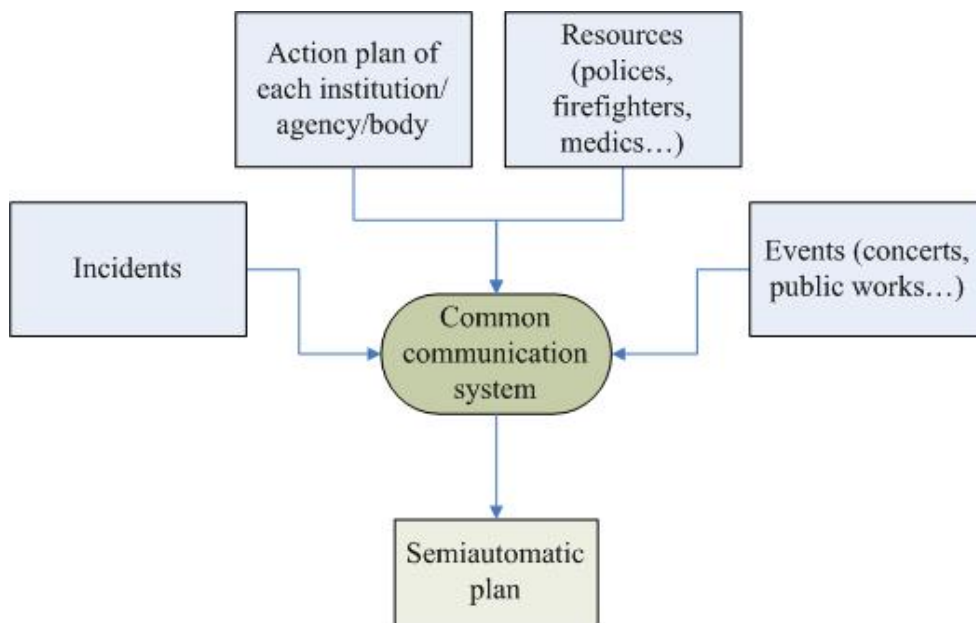 Action plan of
each institution/
agency/body
Resources
(polices,
firefighters,
medics…)
Incidents
Events (concerts,
public works…)
Common
communication
system
Semiautomatic
plan